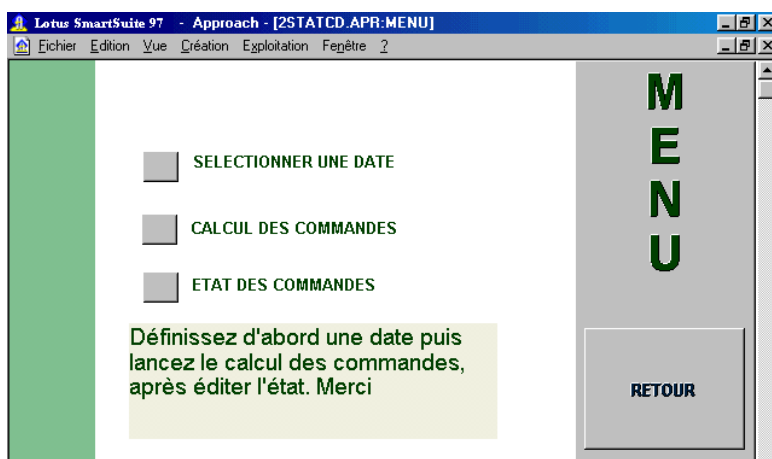 Lotus SmartSuite 97 - Approach - [2STATCD.APR:MENU]
Fichier Edition Vue Création Exploitation Fenêtre ?
MENU
SELECTIONNER UNE DATE
CALCUL DES COMMANDES
ETAT DES COMMANDES
Définissez d'abord une date puis
lancez le calcul des commandes,
après éditer l'état. Merci
RETOUR